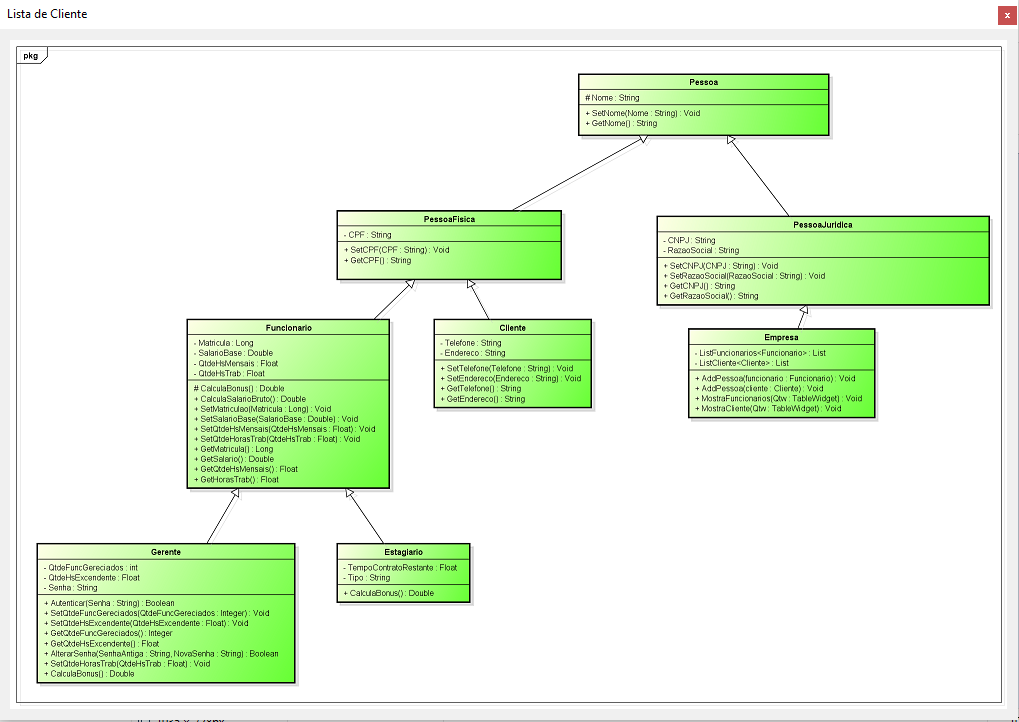 Lista de Cliente
x
pkg
Pessoa
# Nome : String
+ SetNome(Nome : String) : Void
+ GetNome() : String
PessoaFisica
- CPF : String
+ SetCPF(CPF : String) : Void
+ GetCPF() : String
PessoaJuridica
- CNPJ : String
- RazaoSocial : String
+ SetCNPJ(CNPJ : String) : Void
+ SetRazaoSocial(RazaoSocial : String) : Void
+ GetCNPJ() : String
+ GetRazaoSocial() : String
Funcionario
- Matricula : Long
- SalarioBase : Double
- QtdeHsMensais : Float
- QtdeHsTrab : Float
# CalculaBonus() : Double
+ CalculaSalarioBruto() : Double
+ SetMatriculao(Matricula : Long) : Void
+ SetSalarioBase(SalarioBase : Double) : Void
+ SetQtdeHsMensais(QtdeHsMensais : Float) : Void
+ SetQtdeHorasTrab(QtdeHsTrab : Float) : Void
+ GetMatricula() : Long
+ GetSalario() : Double
+ GetQtdeHsMensais() : Float
+ GetHorasTrab() : Float
Cliente
- Telefone : String
- Endereco : String
+ SetTelefone(Telefone : String) : Void
+ SetEndereco(Endereco : String) : Void
+ GetTelefone() : String
+ GetEndereco() : String
Empresa
- ListFuncionarios<Funcionario> : List
- ListCliente<Cliente> : List
+ AddPessoa(funcionario : Funcionario) : Void
+ AddPessoa(cliente : Cliente) : Void
+ MostraFuncionarios(Qtw : TableWidget) : Void
+ MostraCliente(Qtw : TableWidget) : Void
Gerente
- QtdeFuncGereciados : int
- QtdeHsExcendente : Float
- Senha : String
+ Autenticar(Senha : String) : Boolean
+ SetQtdeFuncGereciados(QtdeFuncGereciados : Integer) : Void
+ SetQtdeHsExcendente(QtdeHsExcendente : Float) : Void
+ GetQtdeFuncGereciados() : Integer
+ GetQtdeHsExcendente() : Float
+ AlterarSenha(SenhaAntiga : String, NovaSenha : String) : Boolean
+ SetQtdeHorasTrab(QtdeHsTrab : Float) : Void
+ CalculaBonus() : Double
Estagiario
- TempoContratoRestante : Float
- Tipo : String
+ CalculaBonus() : Double